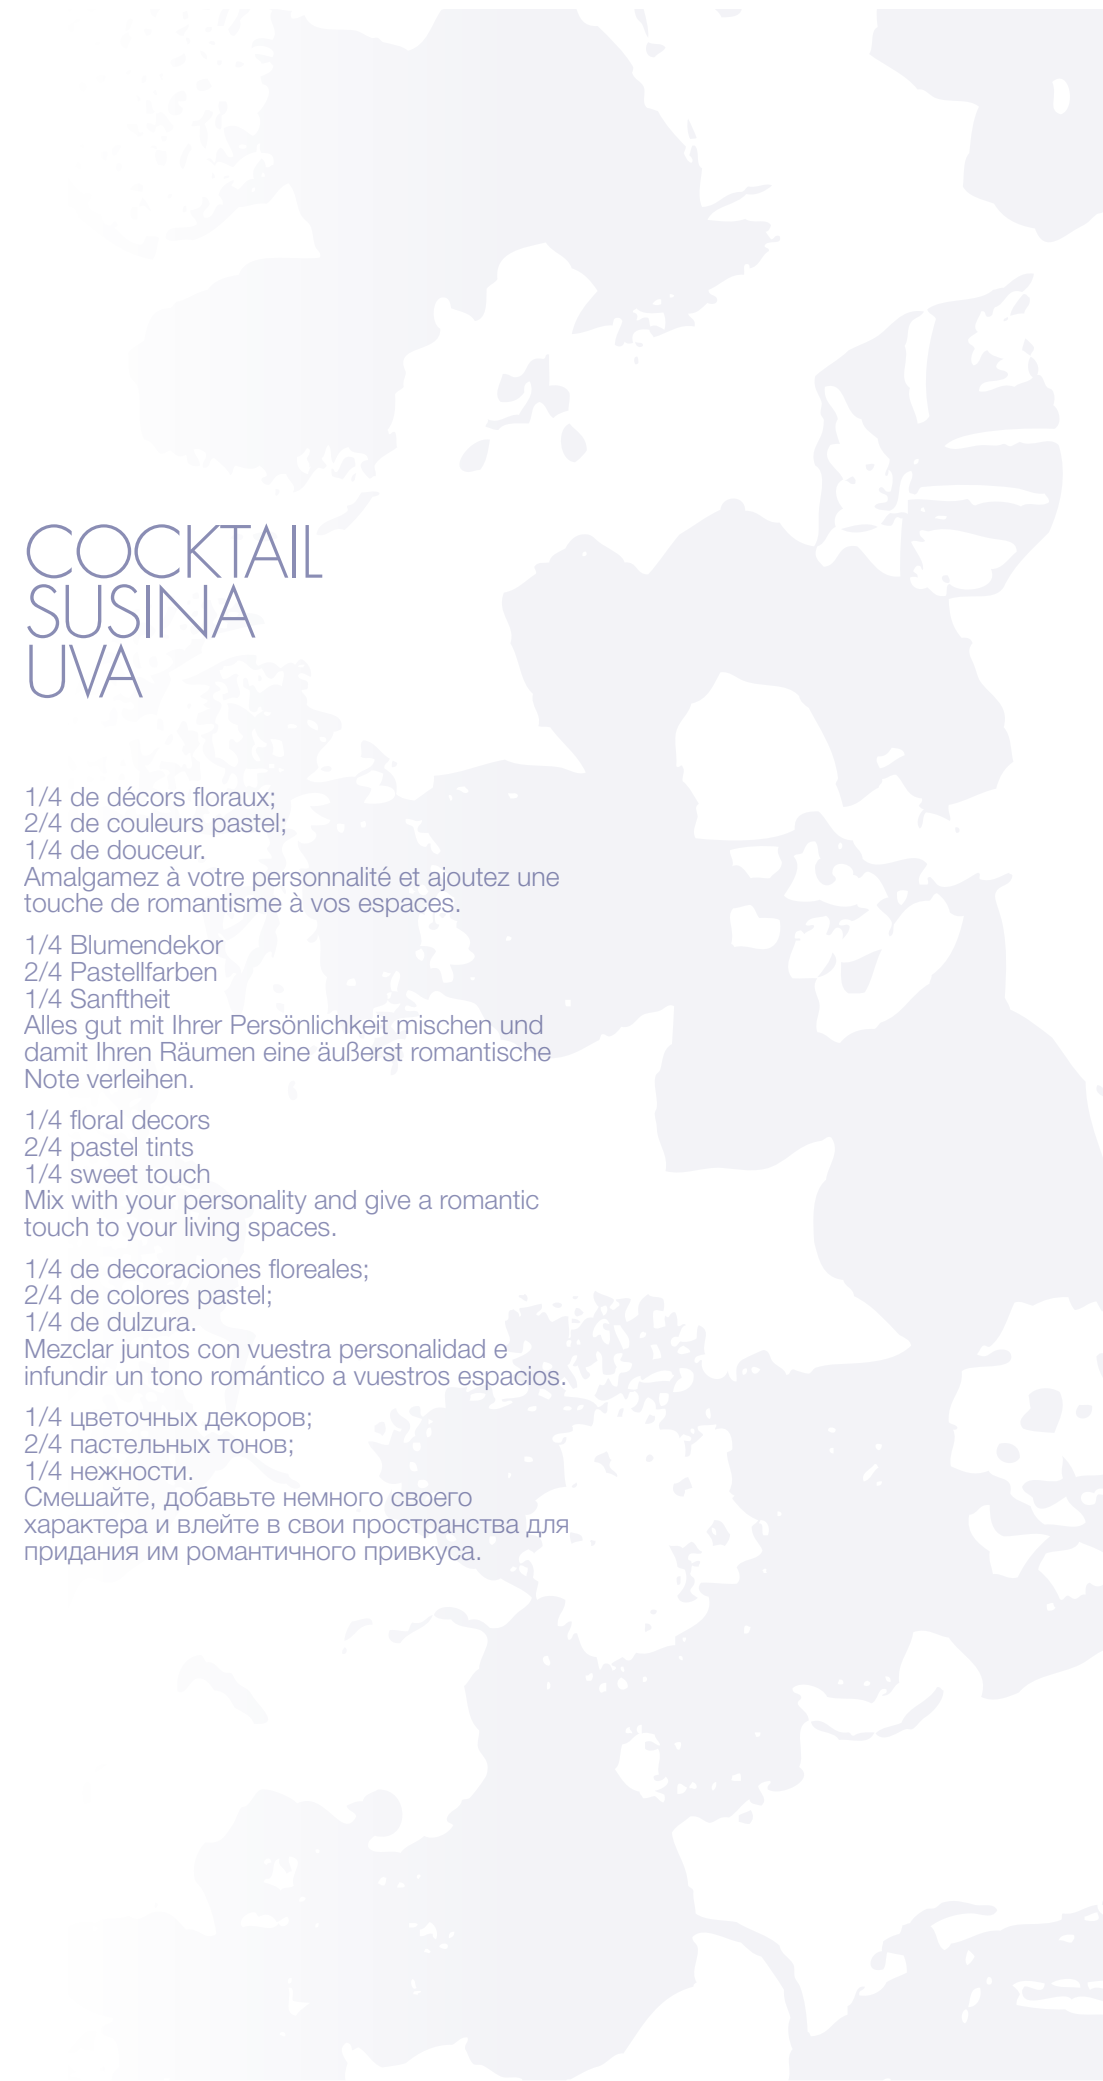 COCKTAIL
SUSINA
UVA
1/4 de décors floraux;
2/4 de couleurs pastel;
1/4 de douceur.
Amalgamez à votre personnalité et ajoutez une
touche de romantisme à vos espaces.
1/4 Blumendekor
2/4 Pastellfarben
1/4 Sanftheit
Alles gut mit Ihrer Persönlichkeit mischen und
damit Ihren Räumen eine äußerst romantische
Note verleihen.
1/4 floral decors
2/4 pastel tints
1/4 sweet touch
Mix with your personality and give a romantic
touch to your living spaces.
1/4 de decoraciones floreales;
2/4 de colores pastel;
1/4 de dulzura.
Mezclar juntos con vuestra personalidad e
infundir un tono romántico a vuestros espacios.
1/4 цветочных декоров;
2/4 пастельных тонов;
1/4 нежности.
Смешайте, добавьте немного своего
характера и влейте в свои пространства для
придания им романтичного привкуса.